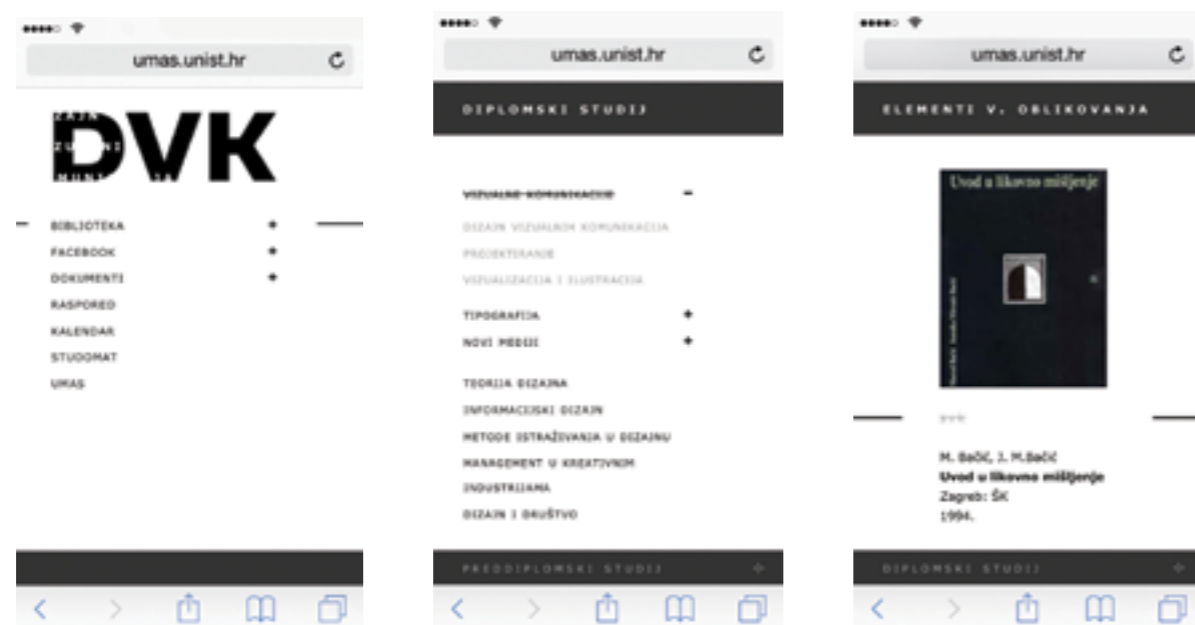 umas.unist.hr
DVK
ZAJN
BIBLIOTEKA +
FACEBOOK +
DOKUMENTI +
RASPORED
KALENDAR
STUDOMAT
UMAS
umas.unist.hr
DIPLOMSKI STUDIJ
VIZUALNE KOMUNIKACIJE -
DIZAJN VIZUALNIH KOMUNIKACIJA
PROJEKTIRANJE
VIZUALIZACIJA I ILUSTRACIJA
TIPOGRAFIJA +
NOVI MEDIJI +
TEORIJA DIZAJNA
INFORMACIJSKI DIZAJN
METODE ISTRAŽIVANJA U DIZAJNU
MANAGEMENT U KREATIVNIM
INDUSTRIJAMA
DIZAJN I DRUŠTVO
PREDDIPLOMSKI STUDIJ +
umas.unist.hr
ELEMENTI V. OBLIKOVANJA
Uvod u likovno mišljenje
M. Bačić, J. M.Bačić
Uvod u likovno mišljenje
Zagreb: ŠK
1994.
DIPLOMSKI STUDIJ +